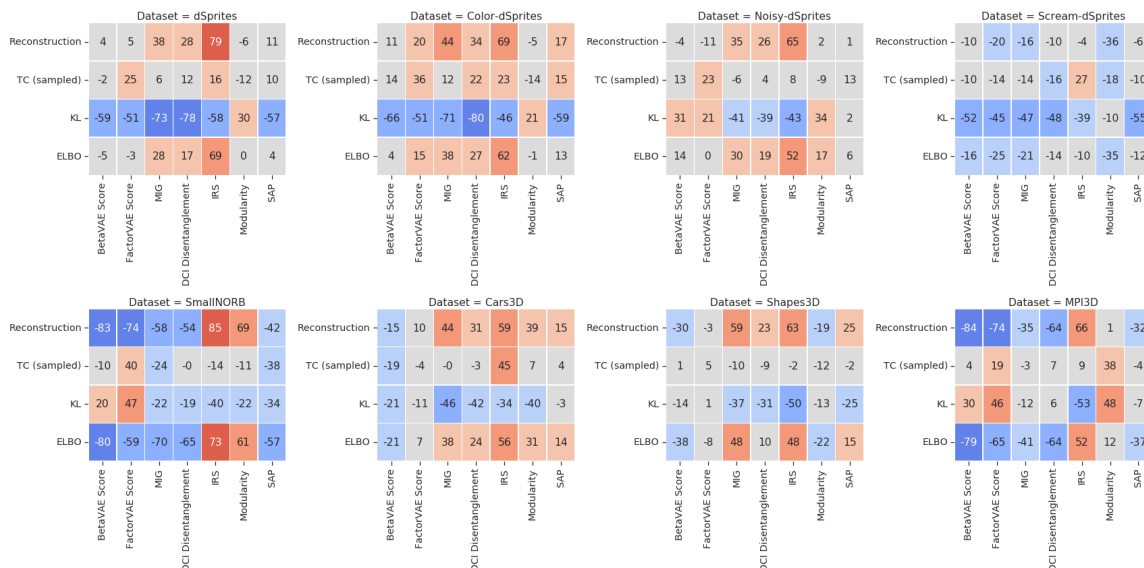 Dataset = dSprites
Reconstruction 4 5 38 28 79 -6 11
TC (sampled) -2 25 6 12 16 -12 10
KL -59 -51 -73 -78 -58 30 -57
ELBO -5 -3 28 17 69 0 4
BetaVAE Score
FactorVAE Score
MIG
DCI Disentanglement
IRS
Modularity
SAP
Dataset = Color-dSprites
Reconstruction 11 20 44 34 69 -5 17
TC (sampled) 14 36 12 22 23 -14 15
KL -66 -51 -71 -80 -46 21 -59
ELBO 4 15 38 27 62 -1 13
BetaVAE Score
FactorVAE Score
MIG
DCI Disentanglement
IRS
Modularity
SAP
Dataset = Noisy-dSprites
Reconstruction -4 -11 35 26 65 2 1
TC (sampled) 13 23 -6 4 8 -9 13
KL 31 21 -41 -39 -43 34 2
ELBO 14 0 30 19 52 17 6
BetaVAE Score
FactorVAE Score
MIG
DCI Disentanglement
IRS
Modularity
SAP
Dataset = Scream-dSprites
Reconstruction -10 -20 -16 -10 -4 -36 -6
TC (sampled) -10 -14 -14 -16 27 -18 -10
KL -52 -45 -47 -48 -39 -10 -55
ELBO -16 -25 -21 -14 -10 -35 -12
BetaVAE Score
FactorVAE Score
MIG
DCI Disentanglement
IRS
Modularity
SAP
Dataset = SmallNORB
Reconstruction -83 -74 -58 -54 85 69 -42
TC (sampled) -10 40 -24 -0 -14 -11 -38
KL 20 47 -22 -19 -40 -22 -34
ELBO -80 -59 -70 -65 73 61 -57
BetaVAE Score
FactorVAE Score
MIG
DCI Disentanglement
IRS
Modularity
SAP
Dataset = Cars3D
Reconstruction -15 10 44 31 59 39 15
TC (sampled) -19 -4 -0 -3 45 7 4
KL -21 -11 -46 -42 -34 -40 -3
ELBO -21 7 38 24 56 31 14
BetaVAE Score
FactorVAE Score
MIG
DCI Disentanglement
IRS
Modularity
SAP
Dataset = Shapes3D
Reconstruction -30 -3 59 23 63 -19 25
TC (sampled) 1 5 -10 -9 -2 -12 -2
KL -14 1 -37 -31 -50 -13 -25
ELBO -38 -8 48 10 48 -22 15
BetaVAE Score
FactorVAE Score
MIG
DCI Disentanglement
IRS
Modularity
SAP
Dataset = MPI3D
Reconstruction -84 -74 -35 -64 66 1 -32
TC (sampled) 4 19 -3 7 9 38 -4
KL 30 46 -12 6 -53 48 -7
ELBO -79 -65 -41 -64 52 12 -37
BetaVAE Score
FactorVAE Score
MIG
DCI Disentanglement
IRS
Modularity
SAP